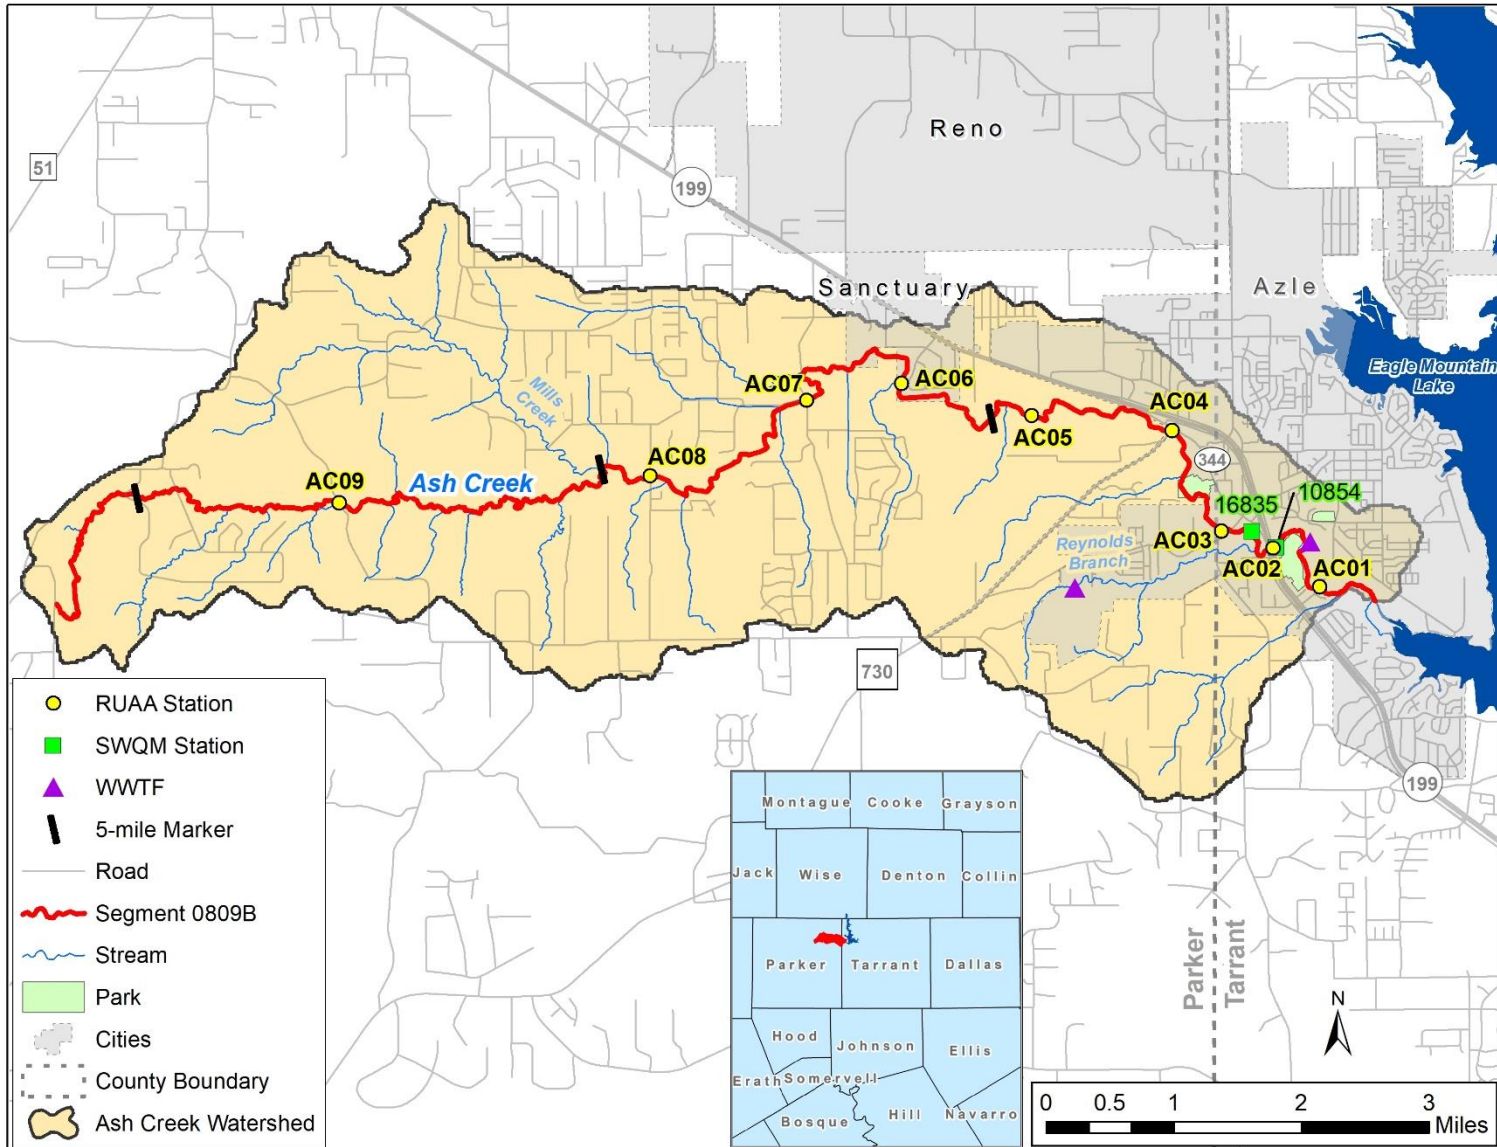 Reno
51
199
Sanctuary
Azle
Eagle Mountain
Lake
AC07
AC06
Mills
Creek
AC04
AC05
344
AC08
AC09
Ash Creek
16835
10854
AC03
Reynolds
Branch
AC02
AC01
730
199
RUAA Station
SWQM Station
WWTF
5-mile Marker
Road
Segment 0809B
Stream
Park
Cities
County Boundary
Ash Creek Watershed
Montague
Cooke
Grayson
Jack
Wise
Denton
Collin
Parker
Tarrant
Dallas
Hood
Johnson
Ellis
Erath
Somervell
Bosque
Hill
Navarro
Parker
Tarrant
N
0 0.5 1 2 3
Miles